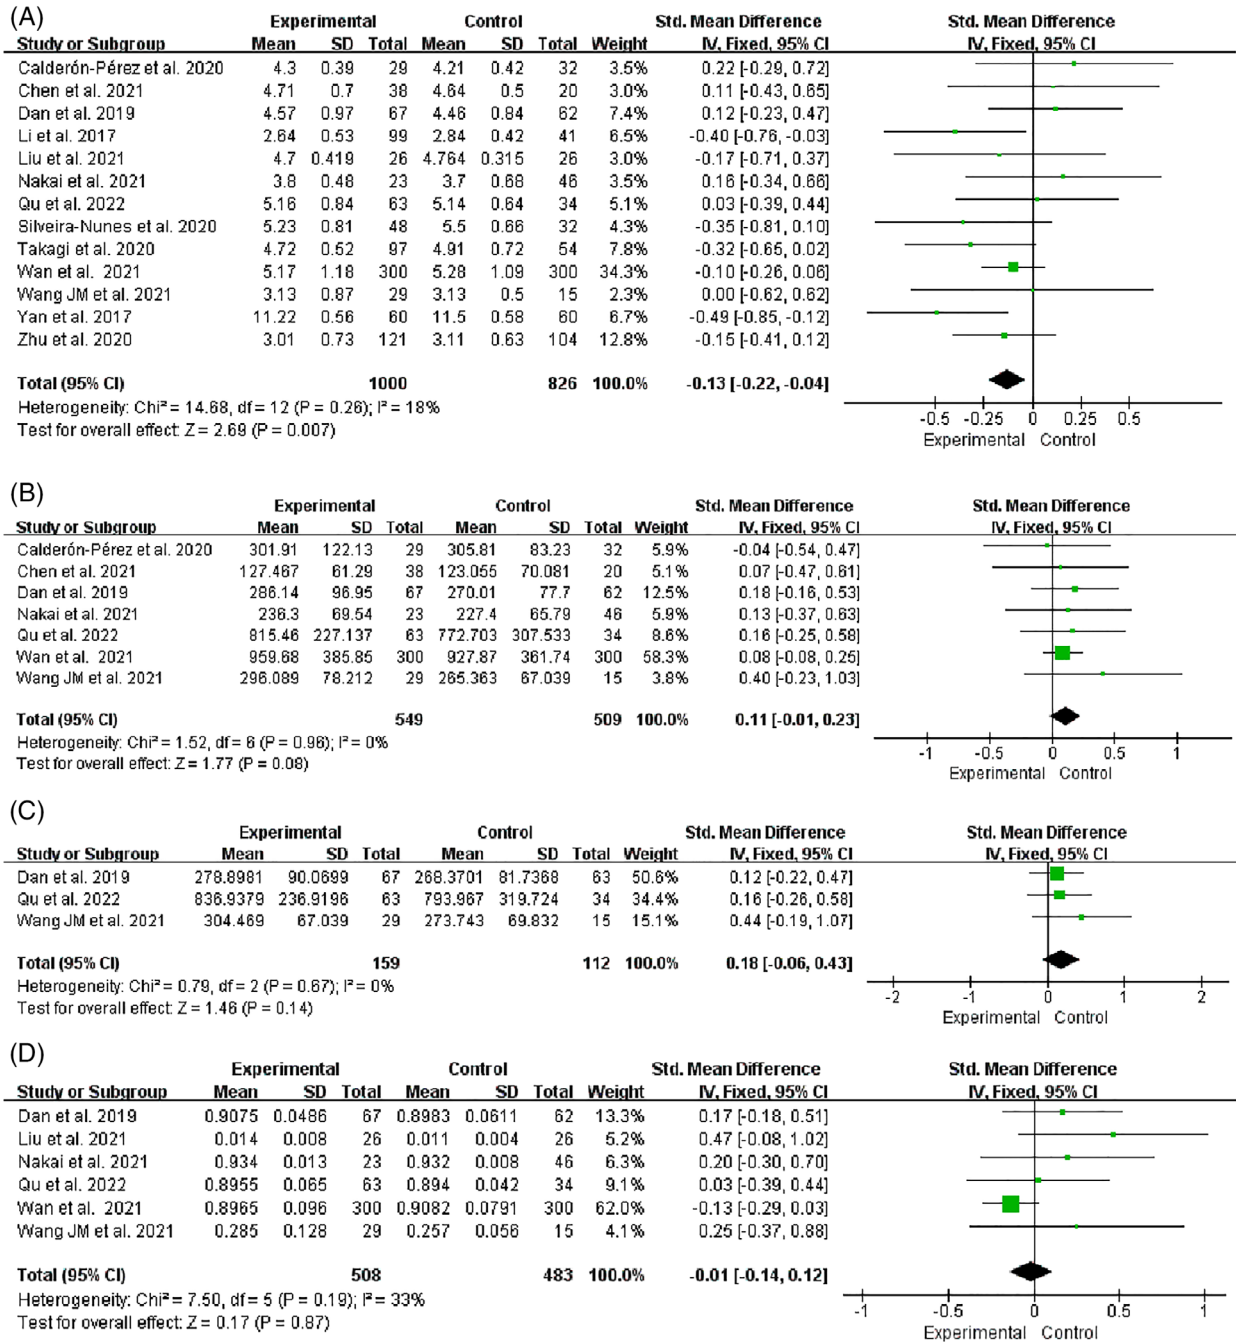 (A)
Experimental Control Std. Mean Difference Std. Mean Difference
Study or Subgroup Mean SD Total Mean SD Total Weight IV, Fixed, 95% CI IV, Fixed, 95% CI
Calderón-Pérez et al. 2020 4.3 0.39 29 4.21 0.42 32 3.5% 0.22 [-0.29, 0.72]
Chen et al. 2021 4.71 0.7 38 4.64 0.5 20 3.0% 0.11 [-0.43, 0.65]
Dan et al. 2019 4.57 0.97 67 4.46 0.84 62 7.4% 0.12 [-0.23, 0.47]
Li et al. 2017 2.64 0.53 99 2.84 0.42 41 6.5% -0.40 [-0.76, -0.03]
Liu et al. 2021 4.7 0.419 26 4.764 0.315 26 3.0% -0.17 [-0.71, 0.37]
Nakai et al. 2021 3.8 0.48 23 3.7 0.68 46 3.5% 0.16 [-0.34, 0.66]
Qu et al. 2022 5.16 0.84 63 5.14 0.64 34 5.1% 0.03 [-0.39, 0.44]
Silveira-Nunes et al. 2020 5.23 0.81 48 5.5 0.66 32 4.4% -0.35 [-0.81, 0.10]
Takagi et al. 2020 4.72 0.52 97 4.91 0.72 54 7.8% -0.32 [-0.65, 0.02]
Wan et al. 2021 5.17 1.18 300 5.28 1.09 300 34.3% -0.10 [-0.26, 0.06]
Wang JM et al. 2021 3.13 0.87 29 3.13 0.5 15 2.3% 0.00 [-0.62, 0.62]
Yan et al. 2017 11.22 0.56 60 11.5 0.58 60 6.7% -0.49 [-0.85, -0.12]
Zhu et al. 2020 3.01 0.73 121 3.11 0.63 104 12.8% -0.15 [-0.41, 0.12]
Total (95% CI) 1000 826 100.0% -0.13 [-0.22, -0.04]
Heterogeneity: Chi² = 14.68, df = 12 (P = 0.26); I² = 18%
Test for overall effect: Z = 2.69 (P = 0.007)
-0.5 -0.25 0 0.25 0.5
Experimental Control
(B)
Experimental Control Std. Mean Difference Std. Mean Difference
Study or Subgroup Mean SD Total Mean SD Total Weight IV, Fixed, 95% CI IV, Fixed, 95% CI
Calderón-Pérez et al. 2020 301.91 122.13 29 305.81 83.23 32 5.9% -0.04 [-0.54, 0.47]
Chen et al. 2021 127.467 61.29 38 123.055 70.081 20 5.1% 0.07 [-0.47, 0.61]
Dan et al. 2019 286.14 96.95 67 270.01 77.7 62 12.5% 0.18 [-0.16, 0.53]
Nakai et al. 2021 236.3 69.54 23 227.4 65.79 46 5.9% 0.13 [-0.37, 0.63]
Qu et al. 2022 815.46 227.137 63 772.703 307.533 34 8.6% 0.16 [-0.25, 0.58]
Wan et al. 2021 959.68 385.85 300 927.87 361.74 300 58.3% 0.08 [-0.08, 0.25]
Wang JM et al. 2021 296.089 78.212 29 265.363 67.039 15 3.8% 0.40 [-0.23, 1.03]
Total (95% CI) 549 509 100.0% 0.11 [-0.01, 0.23]
Heterogeneity: Chi² = 1.52, df = 6 (P = 0.96); I² = 0%
Test for overall effect: Z = 1.77 (P = 0.08)
-1 -0.5 0 0.5 1
Experimental Control
(C)
Experimental Control Std. Mean Difference Std. Mean Difference
Study or Subgroup Mean SD Total Mean SD Total Weight IV, Fixed, 95% CI IV, Fixed, 95% CI
Dan et al. 2019 278.8981 90.0699 67 268.3701 81.7368 63 50.6% 0.12 [-0.22, 0.47]
Qu et al. 2022 836.9379 236.9196 63 793.967 319.724 34 34.4% 0.16 [-0.26, 0.58]
Wang JM et al. 2021 304.469 67.039 29 273.743 69.832 15 15.1% 0.44 [-0.19, 1.07]
Total (95% CI) 159 112 100.0% 0.18 [-0.06, 0.43]
Heterogeneity: Chi² = 0.79, df = 2 (P = 0.67); I² = 0%
Test for overall effect: Z = 1.46 (P = 0.14)
-2 -1 0 1 2
Experimental Control
(D)
Experimental Control Std. Mean Difference Std. Mean Difference
Study or Subgroup Mean SD Total Mean SD Total Weight IV, Fixed, 95% CI IV, Fixed, 95% CI
Dan et al. 2019 0.9075 0.0486 67 0.8983 0.0611 62 13.3% 0.17 [-0.18, 0.51]
Liu et al. 2021 0.014 0.008 26 0.011 0.004 26 5.2% 0.47 [-0.08, 1.02]
Nakai et al. 2021 0.934 0.013 23 0.932 0.008 46 6.3% 0.20 [-0.30, 0.70]
Qu et al. 2022 0.8955 0.065 63 0.894 0.042 34 9.1% 0.03 [-0.39, 0.44]
Wan et al. 2021 0.8965 0.096 300 0.9082 0.0791 300 62.0% -0.13 [-0.29, 0.03]
Wang JM et al. 2021 0.285 0.128 29 0.257 0.056 15 4.1% 0.25 [-0.37, 0.88]
Total (95% CI) 508 483 100.0% -0.01 [-0.14, 0.12]
Heterogeneity: Chi² = 7.50, df = 5 (P = 0.19); I² = 33%
Test for overall effect: Z = 0.17 (P = 0.87)
-1 -0.5 0 0.5 1
Experimental Control